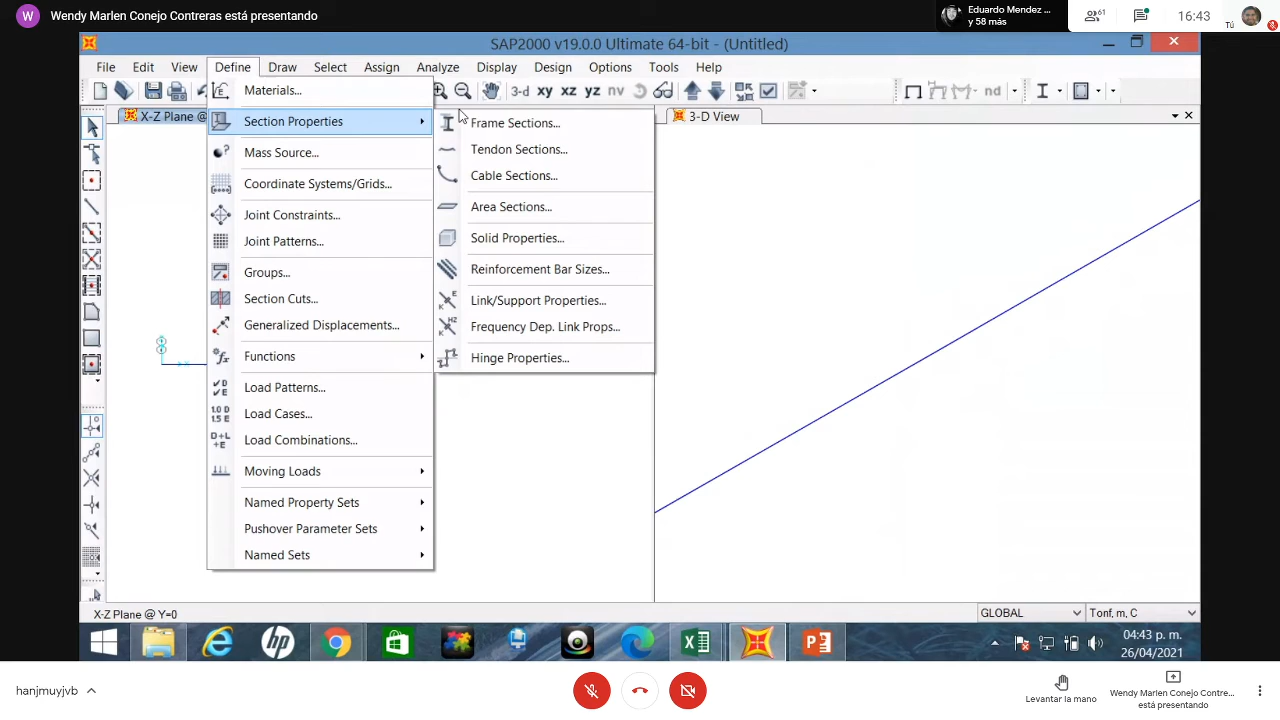 W Wendy Marlen Conejo Contreras está presentando
Eduardo Mendez ...
y 58 más
61
16:43
Tú
SAP2000 v19.0.0 Ultimate 64-bit - (Untitled)
File Edit View Define Draw Select Assign Analyze Display Design Options Tools Help
3-d xy xz yz nv
nd
X-Z Plane @
3-D View
Materials...
Section Properties
Mass Source...
Coordinate Systems/Grids...
Joint Constraints...
Joint Patterns...
Groups...
Section Cuts...
Generalized Displacements...
Functions
Load Patterns...
Load Cases...
Load Combinations...
Moving Loads
Named Property Sets
Pushover Parameter Sets
Named Sets
Frame Sections...
Tendon Sections...
Cable Sections...
Area Sections...
Solid Properties...
Reinforcement Bar Sizes...
Link/Support Properties...
Frequency Dep. Link Props...
Hinge Properties...
X-Z Plane @ Y=0
GLOBAL
Tonf, m, C
04:43 p. m.
26/04/2021
hanjmuyjvb
Levantar la mano
Wendy Marlen Conejo Contre...
está presentando